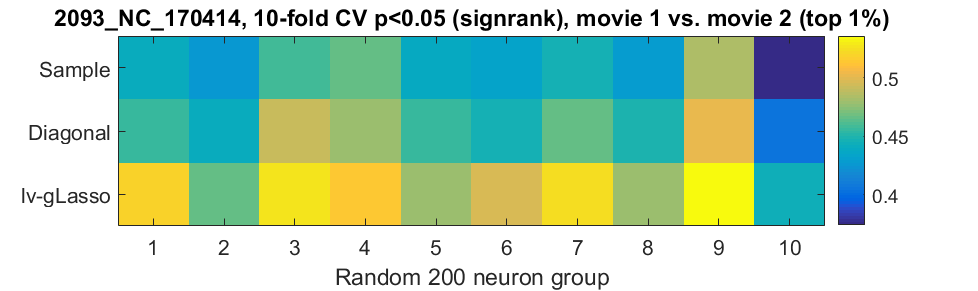 2093_NC_170414, 10-fold CV p<0.05 (signrank), movie 1 vs. movie 2 (top 1%)
Sample
Diagonal
lv-gLasso
1 2 3 4 5 6 7 8 9 10
Random 200 neuron group
0.5
0.45
0.4